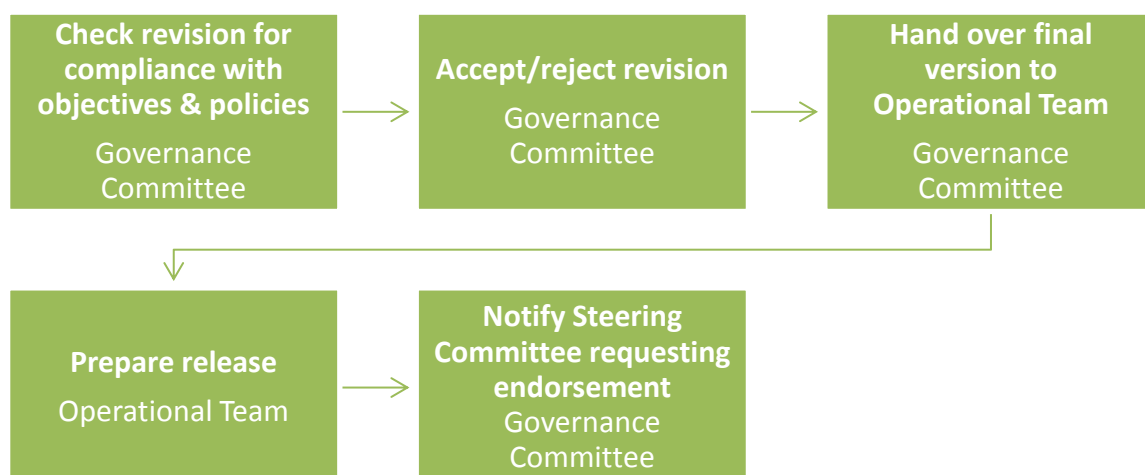 Check revision for
compliance with
objectives & policies
Governance
Committee
Accept/reject revision
Governance
Committee
Hand over final
version to
Operational Team
Governance
Committee
Prepare release
Operational Team
Notify Steering
Committee requesting
endorsement
Governance
Committee